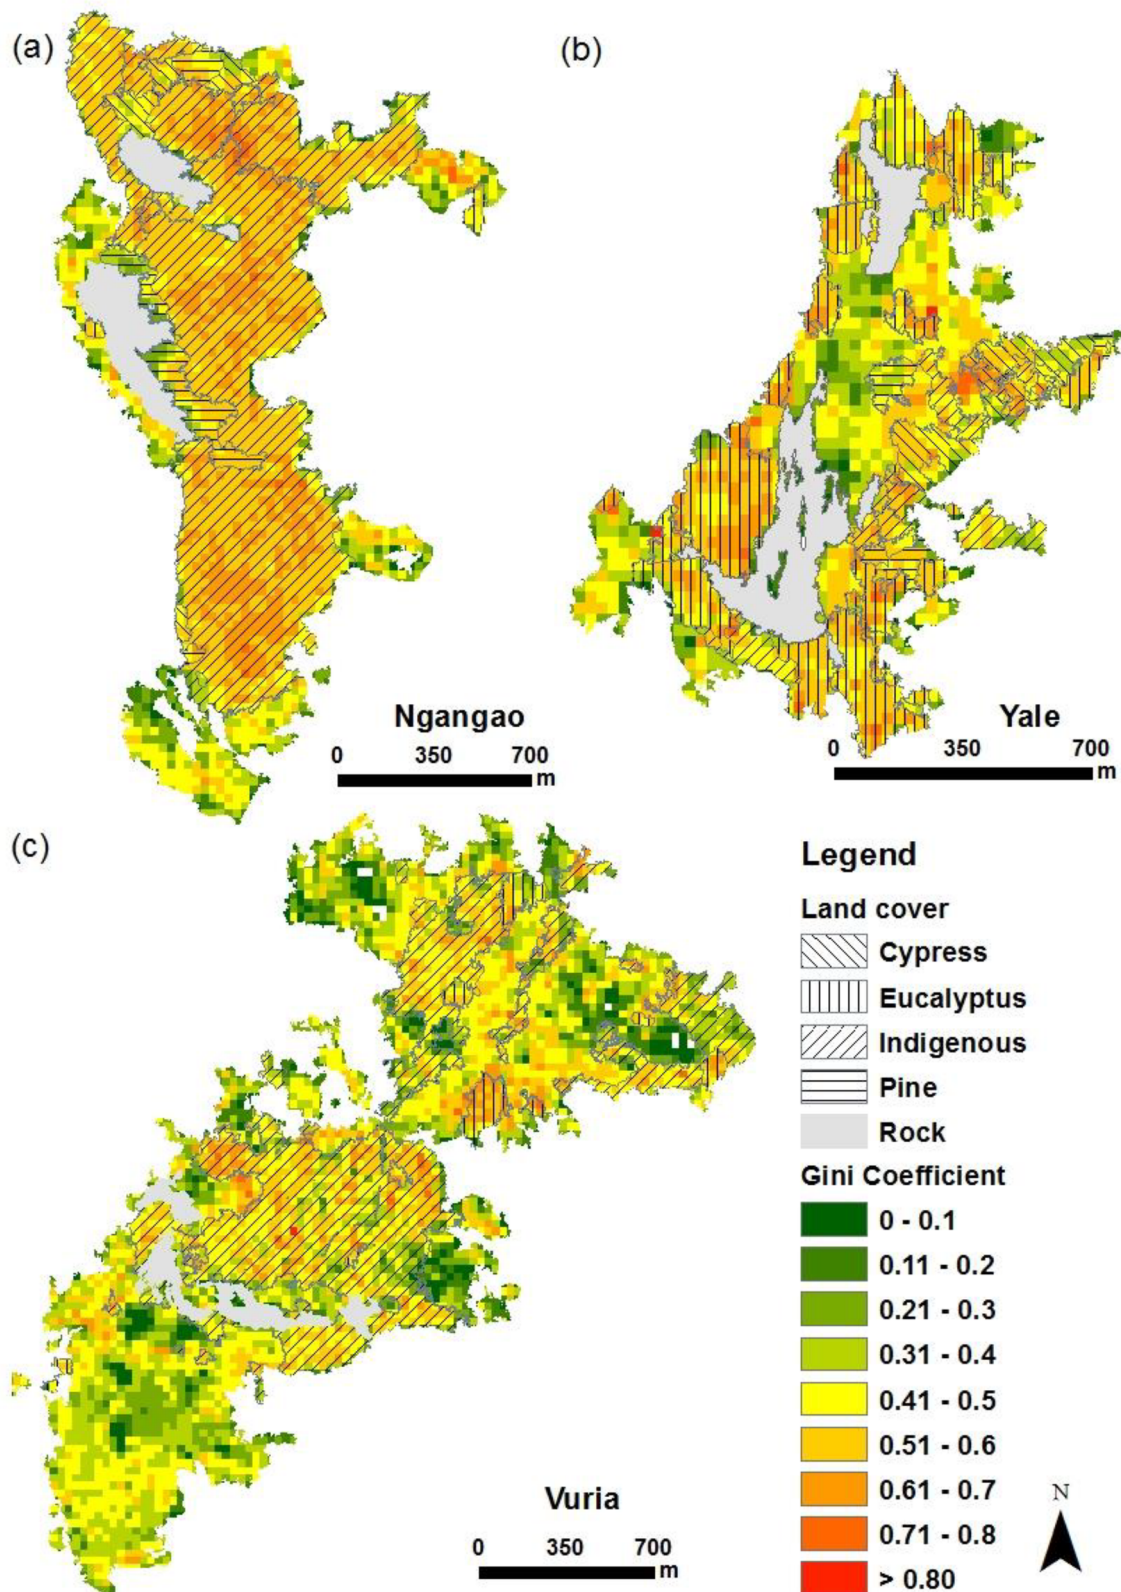 (a)
(b)
Ngangao
0 350 700
m
Yale
0 350 700
m
(c)
Legend
Land cover
Cypress
Eucalyptus
Indigenous
Pine
Rock
Gini Coefficient
0 - 0.1
0.11 - 0.2
0.21 - 0.3
0.31 - 0.4
0.41 - 0.5
0.51 - 0.6
0.61 - 0.7
0.71 - 0.8
> 0.80
N
Vuria
0 350 700
m